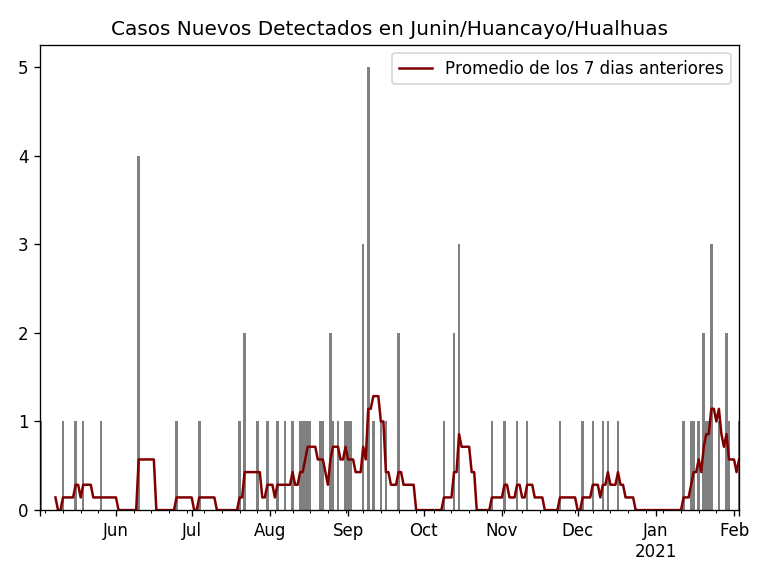 Casos Nuevos Detectados en Junin/Huancayo/Hualhuas
Promedio de los 7 dias anteriores
5
4
3
2
1
0
Jun Jul Aug Sep Oct Nov Dec Jan Feb
2021